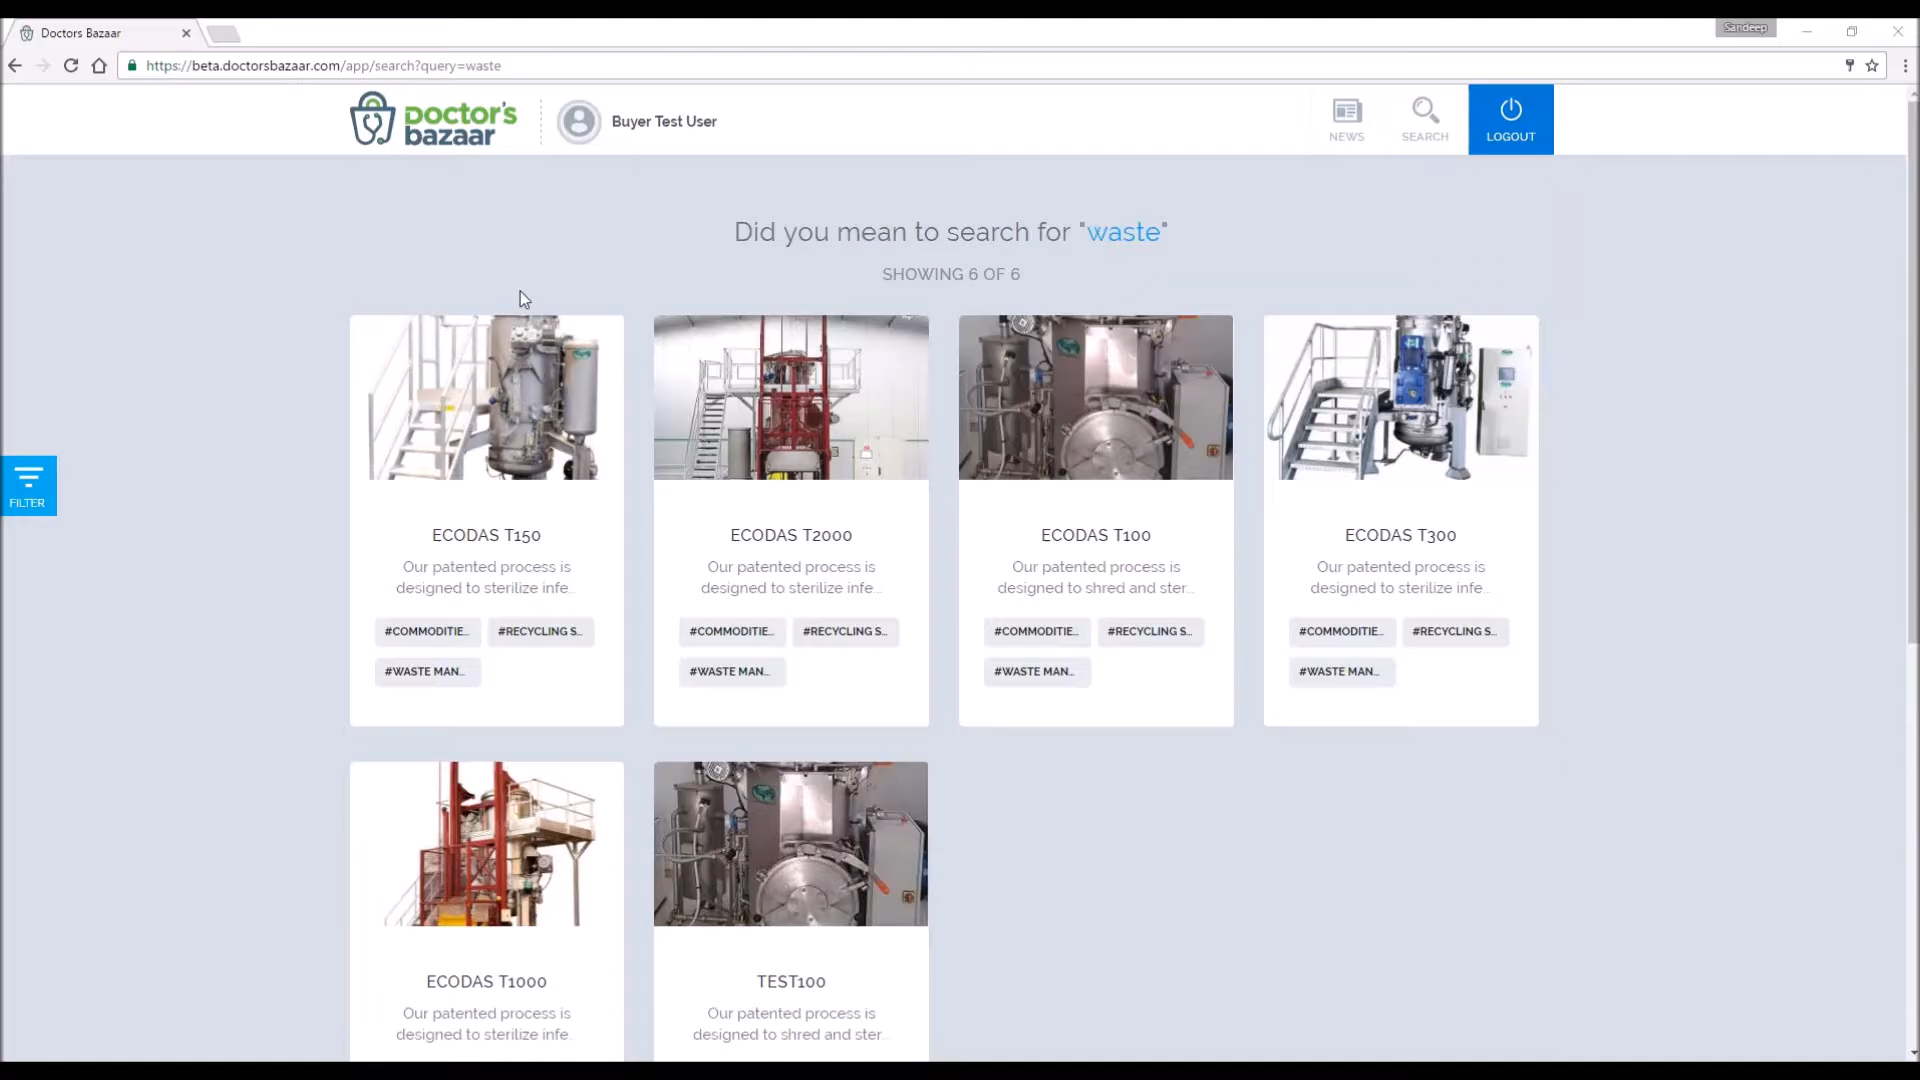 Doctors Bazaar
Sandeep
https://beta.doctorsbazaar.com/app/search?query=waste
Doctor's
bazaar
Buyer Test User
NEWS
SEARCH
LOGOUT
Did you mean to search for "waste"
SHOWING 6 OF 6
FILTER
ECODAS T150
Our patented process is
designed to sterilize infe...
#COMMODITIE... #RECYCLING S...
#WASTE MAN...
ECODAS T2000
Our patented process is
designed to sterilize infe...
#COMMODITIE... #RECYCLING S...
#WASTE MAN...
ECODAS T100
Our patented process is
designed to shred and ster...
#COMMODITIE... #RECYCLING S...
#WASTE MAN...
ECODAS T300
Our patented process is
designed to sterilize infe...
#COMMODITIE... #RECYCLING S...
#WASTE MAN...
ECODAS T1000
Our patented process is
designed to sterilize infe...
TEST100
Our patented process is
designed to shred and ster...